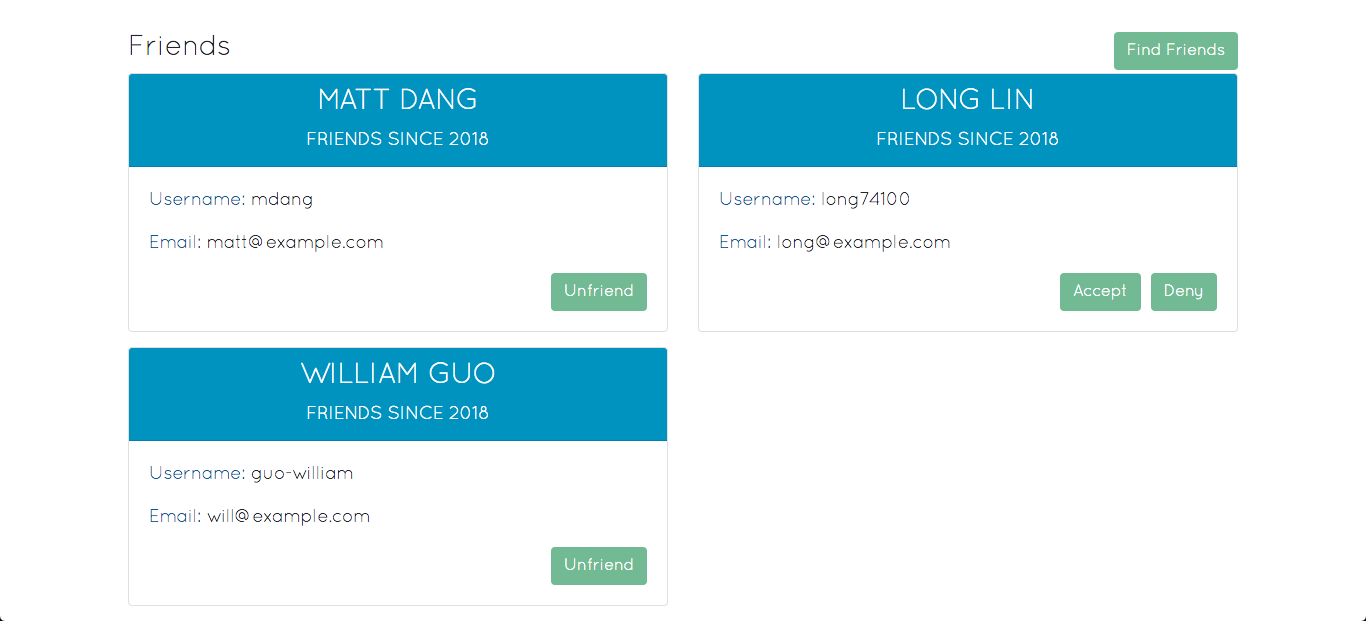 Friends
Find Friends
MATT DANG
FRIENDS SINCE 2018
Username: mdang
Email: matt@example.com
Unfriend
LONG LIN
FRIENDS SINCE 2018
Username: long74100
Email: long@example.com
Accept
Deny
WILLIAM GUO
FRIENDS SINCE 2018
Username: guo-william
Email: will@example.com
Unfriend